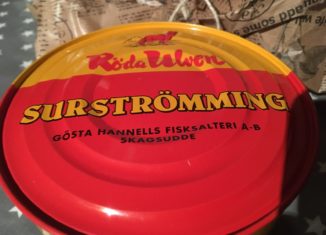 Röda Ulven
SURSTRÖMMING
GÖSTA HANNELLS FISKSALTERI A-B
SKAGSUDDE